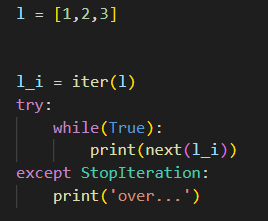 l = [1,2,3]
l_i = iter(l)
try:
    while(True):
        print(next(l_i))
except StopIteration:
    print('over...')